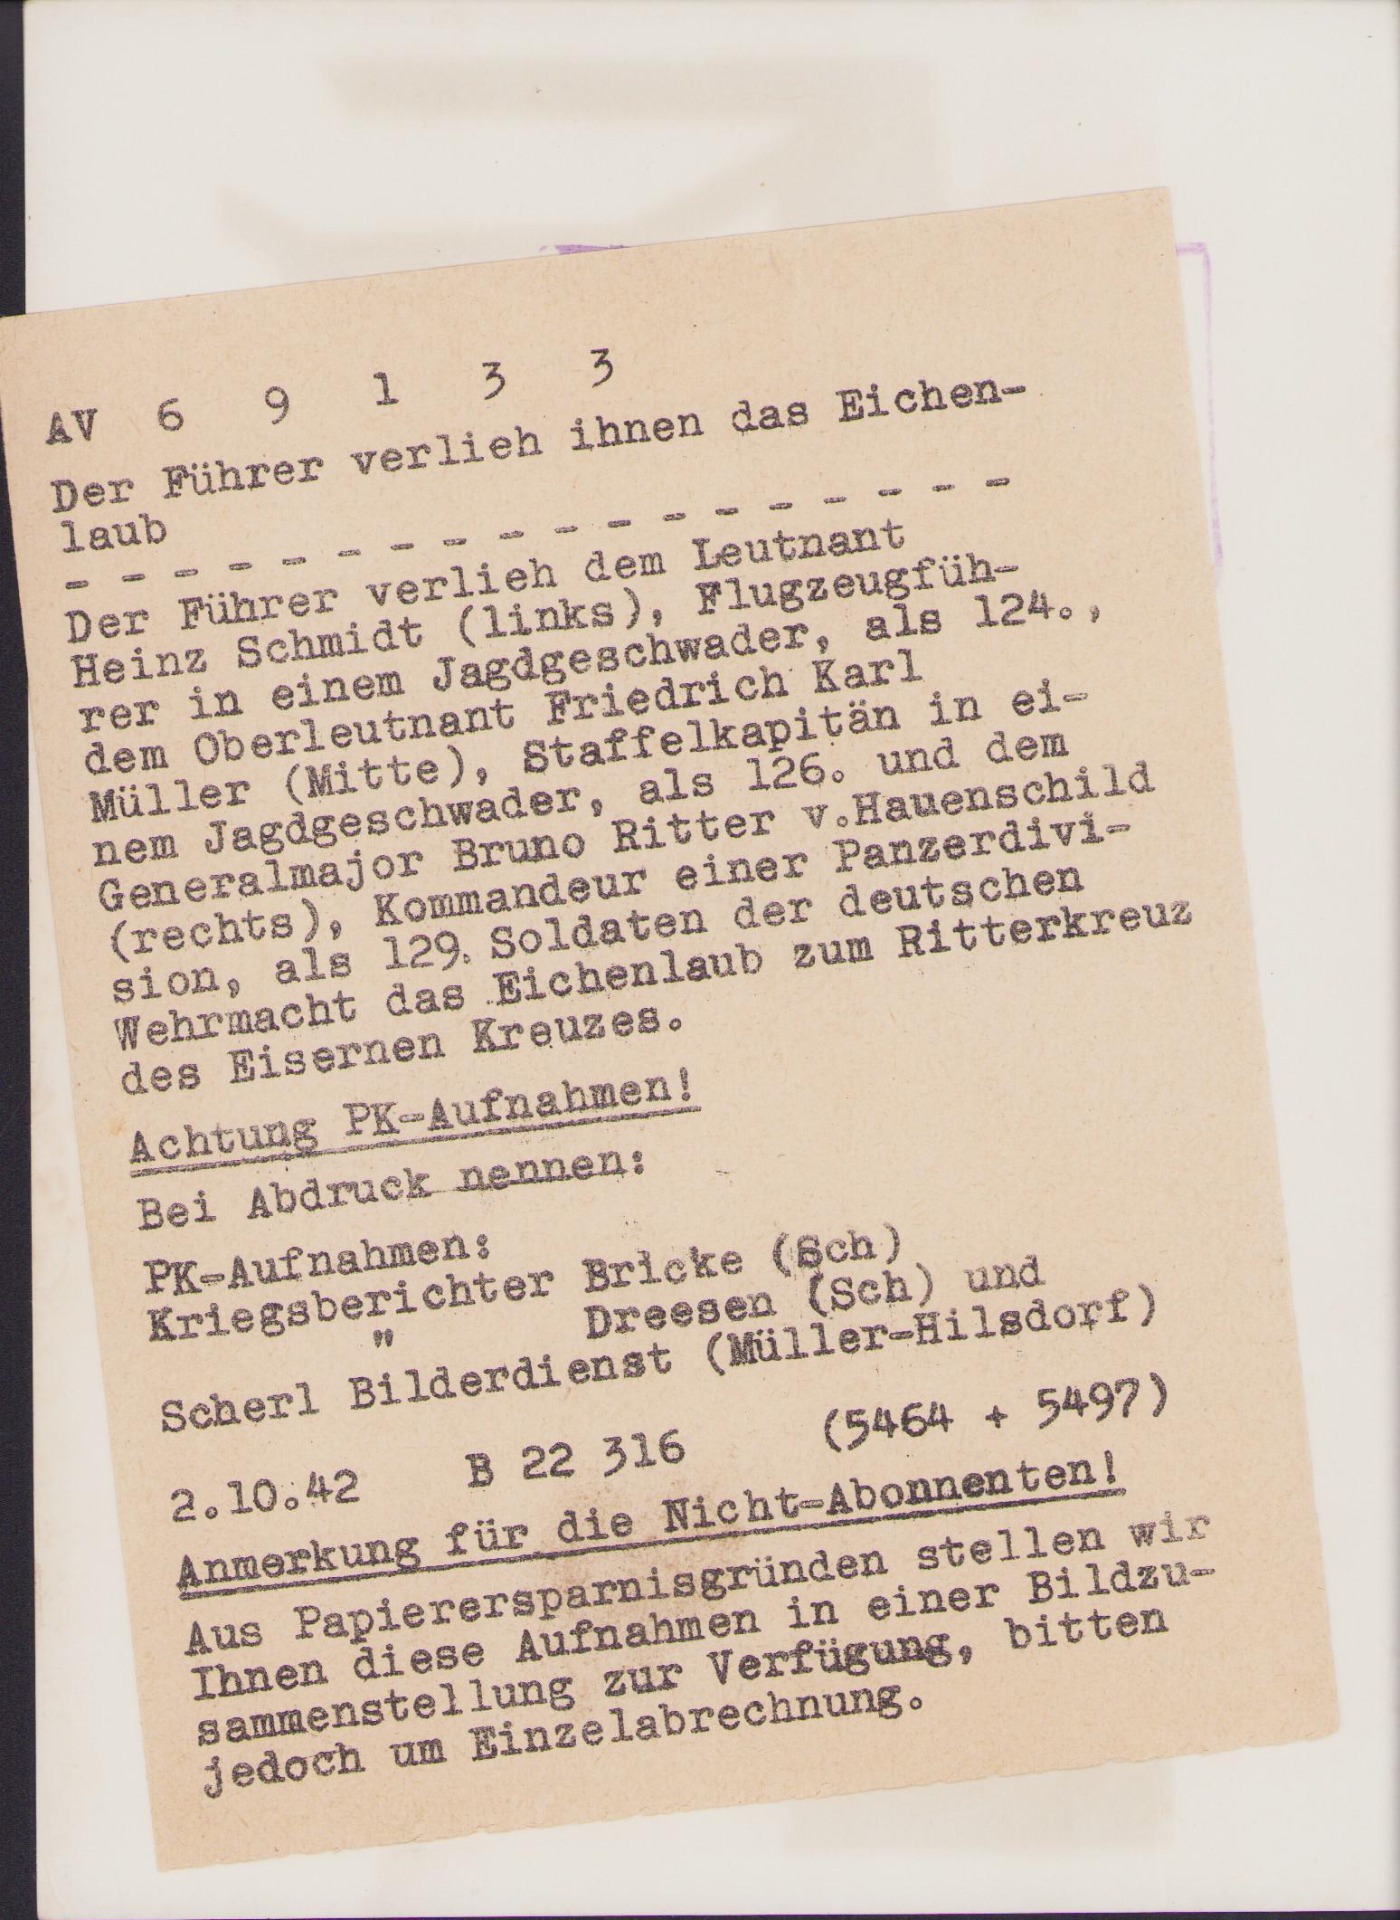 AV 6 9 1 3 3
Der Führer verlieh ihnen das Eichen-
laub
- - - - - - - - - - - - - - - - - -
Der Führer verlieh dem Leutnant
Heinz Schmidt (links), Flugzeugfüh-
rer in einem Jagdgeschwader, als 124.,
dem Oberleutnant Friedrich Karl
Müller (Mitte), Staffelkapitän in ei-
nem Jagdgeschwader, als 126. und dem
Generalmajor Bruno Ritter v.Hauenschild
(rechts), Kommandeur einer Panzerdivi-
sion, als 129. Soldaten der deutschen
Wehrmacht das Eichenlaub zum Ritterkreuz
des Eisernen Kreuzes.
Achtung PK-Aufnahmen!
Bei Abdruck nennen:
PK-Aufnahmen:
Kriegsberichter Bricke (Sch)
" Dreesen (Sch) und
Scherl Bilderdienst (Müller-Hilsdorf)
2.10.42 B 22 316 (5464 + 5497)
Anmerkung für die Nicht-Abonnenten!
Aus Papierersparnisgründen stellen wir
Ihnen diese Aufnahmen in einer Bildzu-
sammenstellung zur Verfügung, bitten
jedoch um Einzelabrechnung.